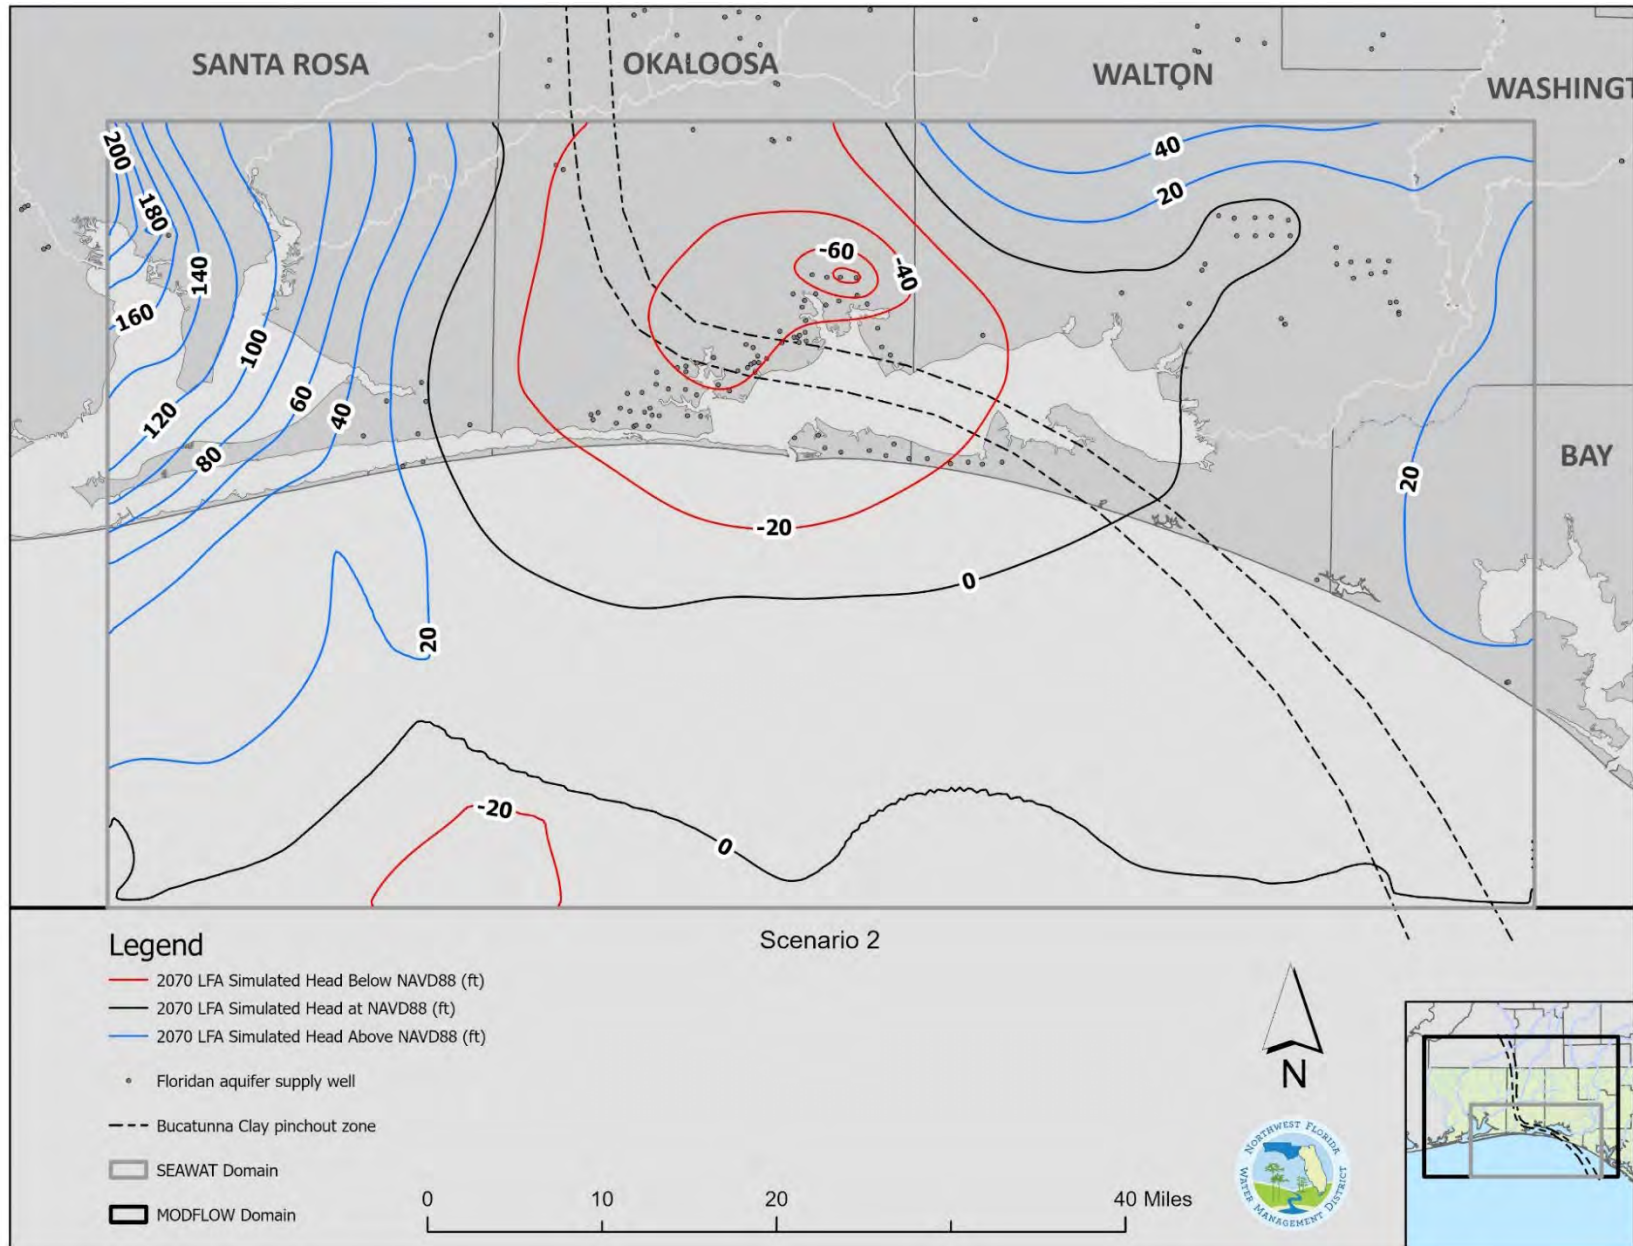 SANTA ROSA
OKALOOSA
WALTON
WASHINGT
200
180
140
160
100
120
80
60
40
20
-60
-40
-20
0
40
20
20
BAY
-20
0
Scenario 2
Legend
2070 LFA Simulated Head Below NAVD88 (ft)
2070 LFA Simulated Head at NAVD88 (ft)
2070 LFA Simulated Head Above NAVD88 (ft)
Floridan aquifer supply well
Bucatunna Clay pinchout zone
SEAWAT Domain
MODFLOW Domain
0 10 20 40 Miles
N
NORTHWEST FLORIDA
WATER MANAGEMENT DISTRICT